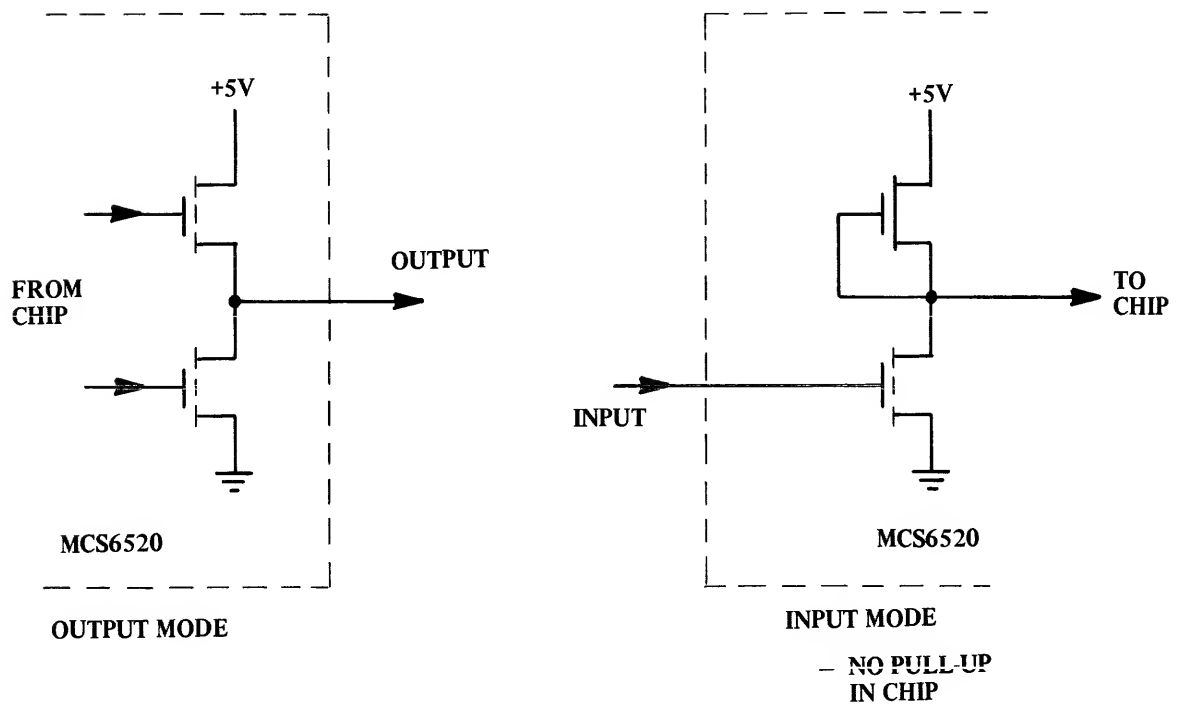 +5V
FROM
CHIP
OUTPUT
MCS6520
OUTPUT MODE
+5V
TO
CHIP
INPUT
MCS6520
INPUT MODE
— NO PULL-UP
IN CHIP